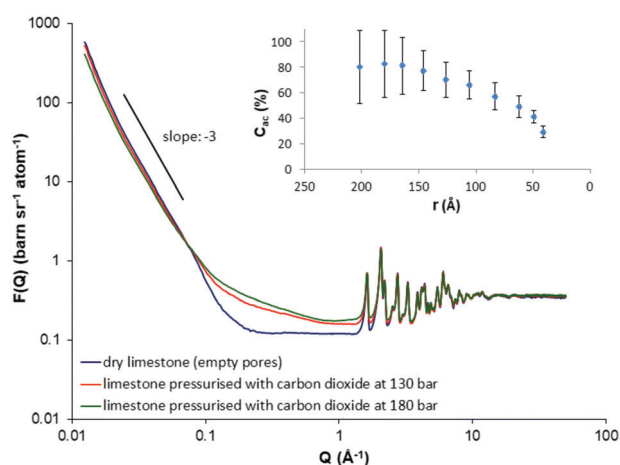 1000
100
10
1
0.1
0.01
F(Q) (barn sr⁻¹ atom⁻¹)
slope: -3
100
80
60
40
20
0
Cac (%)
250 200 150 100 50 0
r (Å)
dry limestone (empty pores)
limestone pressurised with carbon dioxide at 130 bar
limestone pressurised with carbon dioxide at 180 bar
0.01 0.1 1 10 100
Q (Å⁻¹)